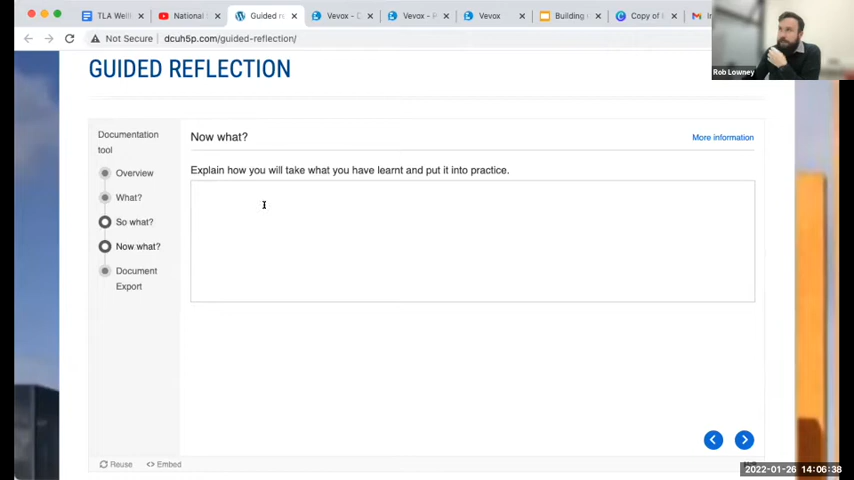 TLA Well
National
Guided re
Vevox - D
Vevox - P
Vevox
Building
Copy of
In
Not Secure
dcuh5p.com/guided-reflection/
Rob Lowney
GUIDED REFLECTION
Documentation
tool
Overview
What?
So what?
Now what?
Document
Export
Now what?
More information
Explain how you will take what you have learnt and put it into practice.
Reuse
Embed
2022-01-26 14:06:38